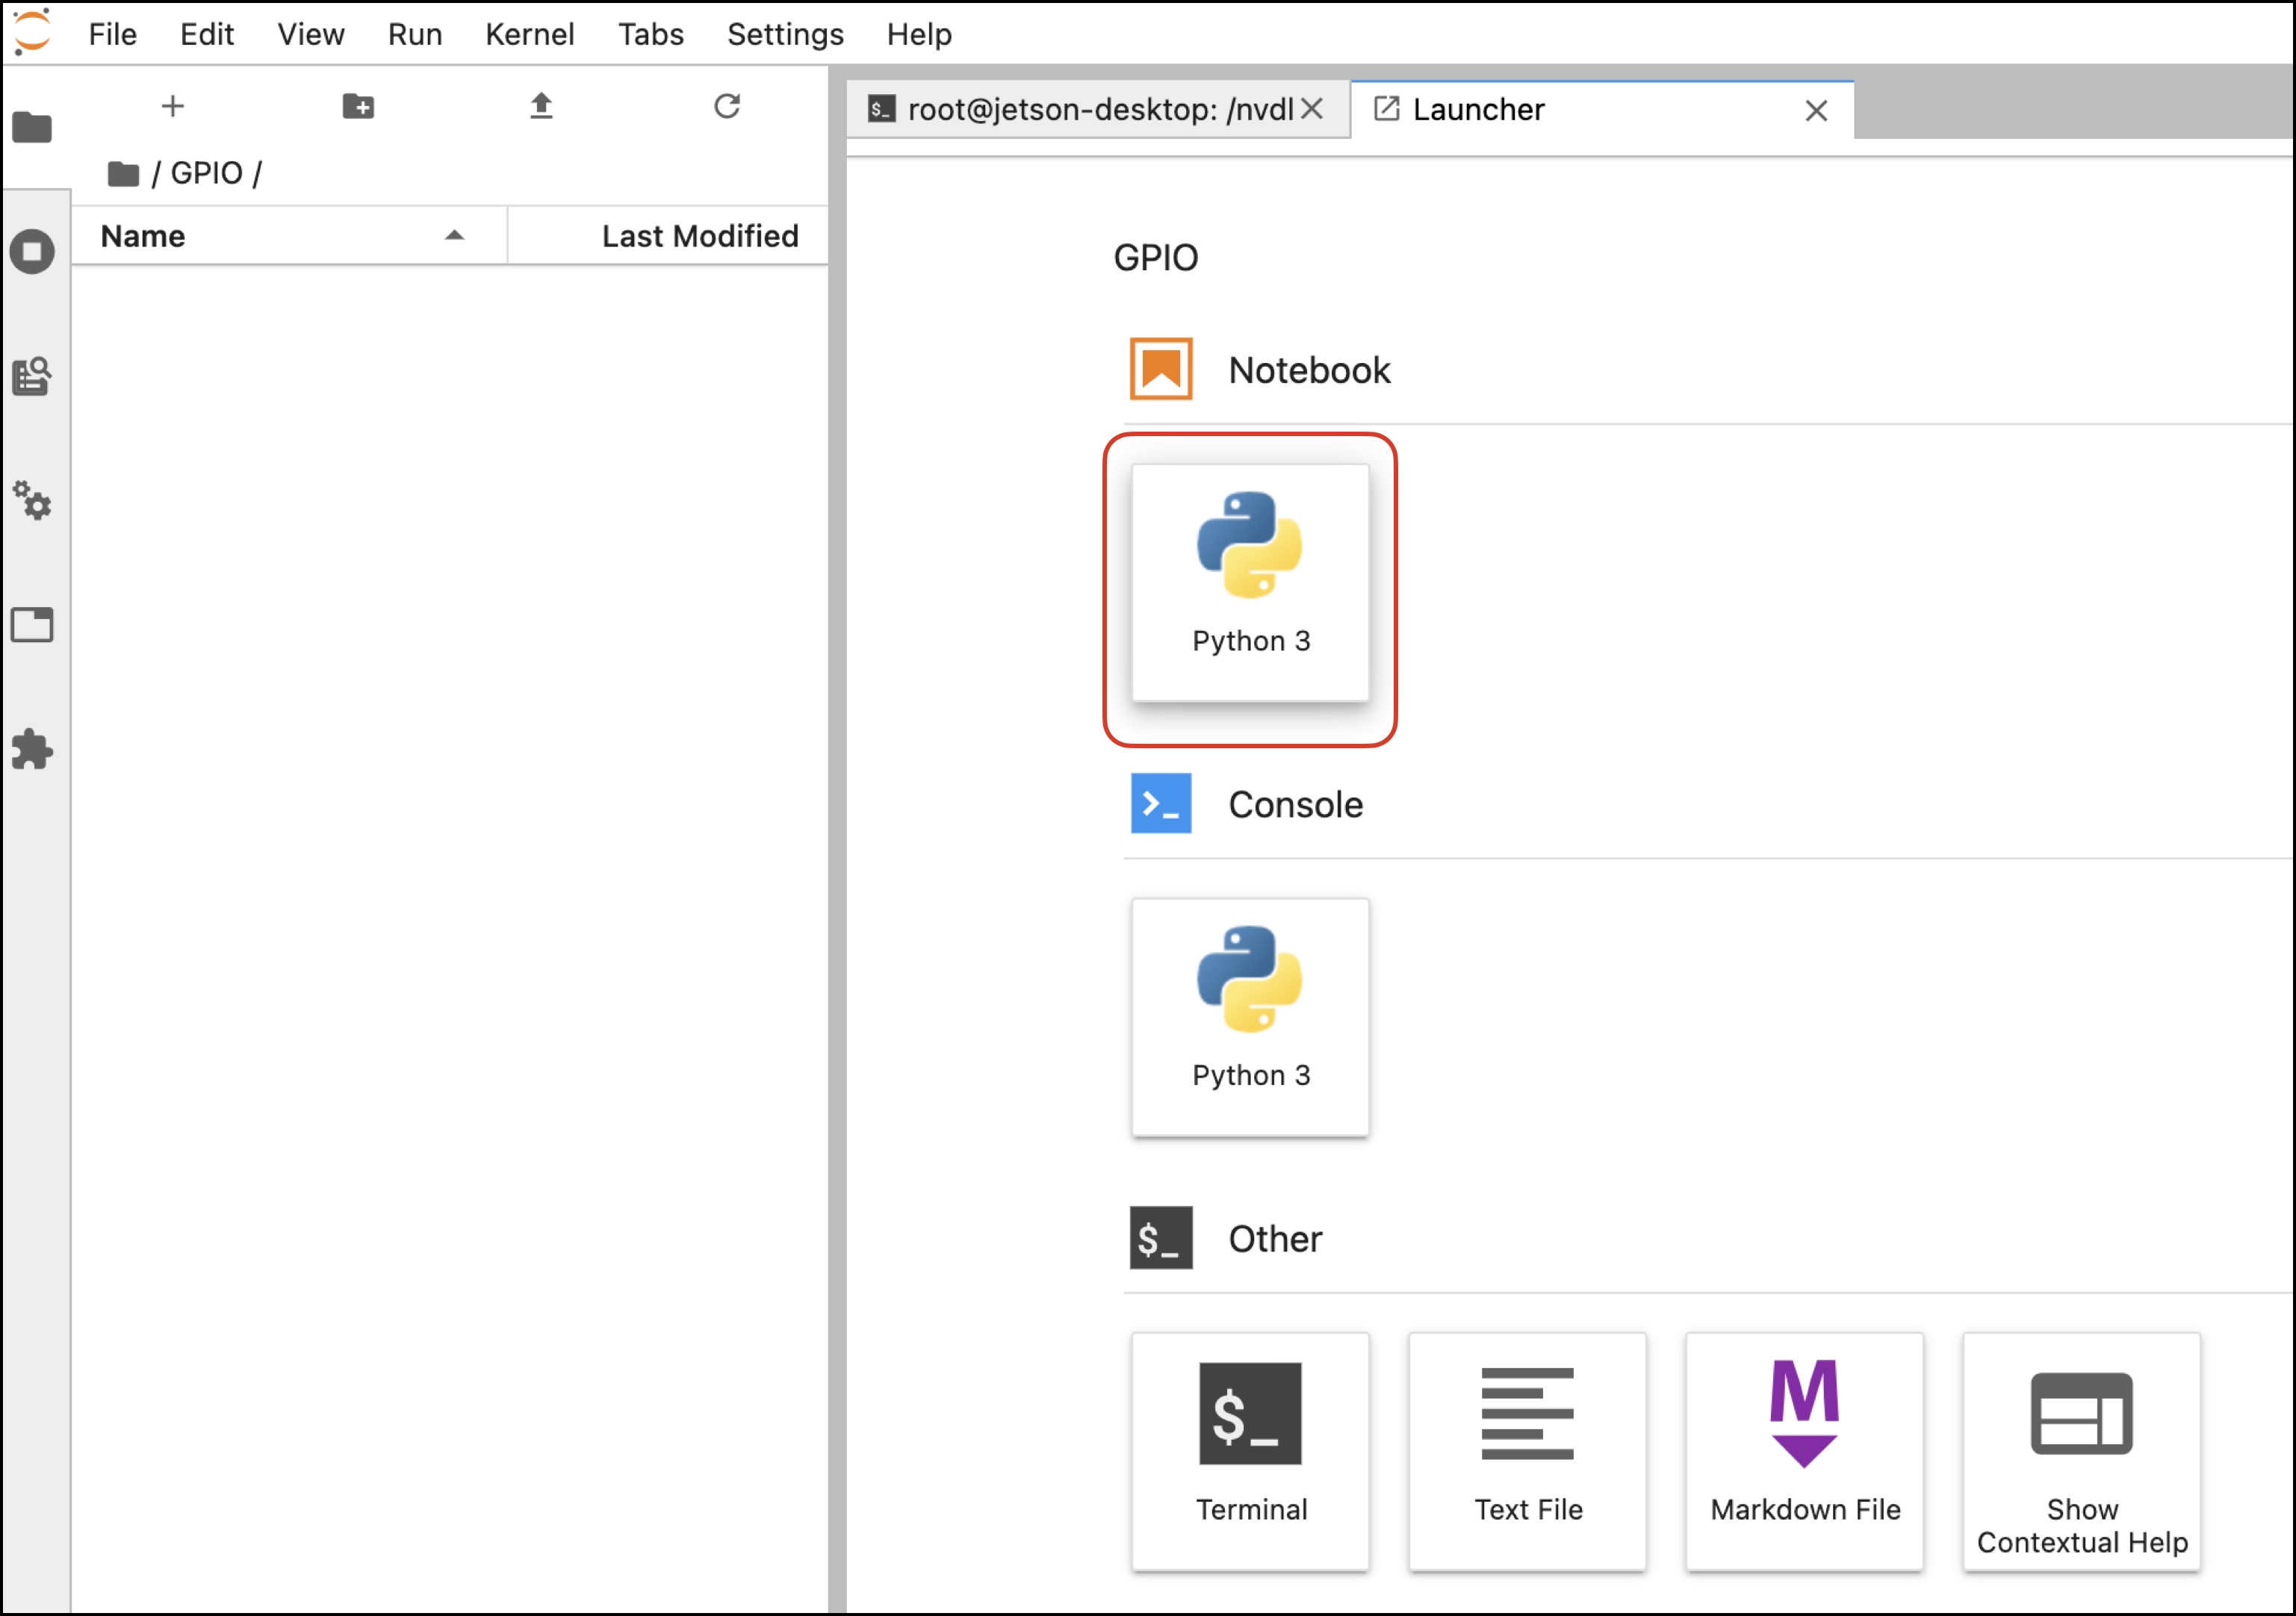 File Edit View Run Kernel Tabs Settings Help
root@jetson-desktop: /nvdl
Launcher
/ GPIO /
Name
Last Modified
GPIO
Notebook
Python 3
>_ Console
Python 3
$_ Other
$_
Terminal
Text File
M
Markdown File
Show
Contextual Help